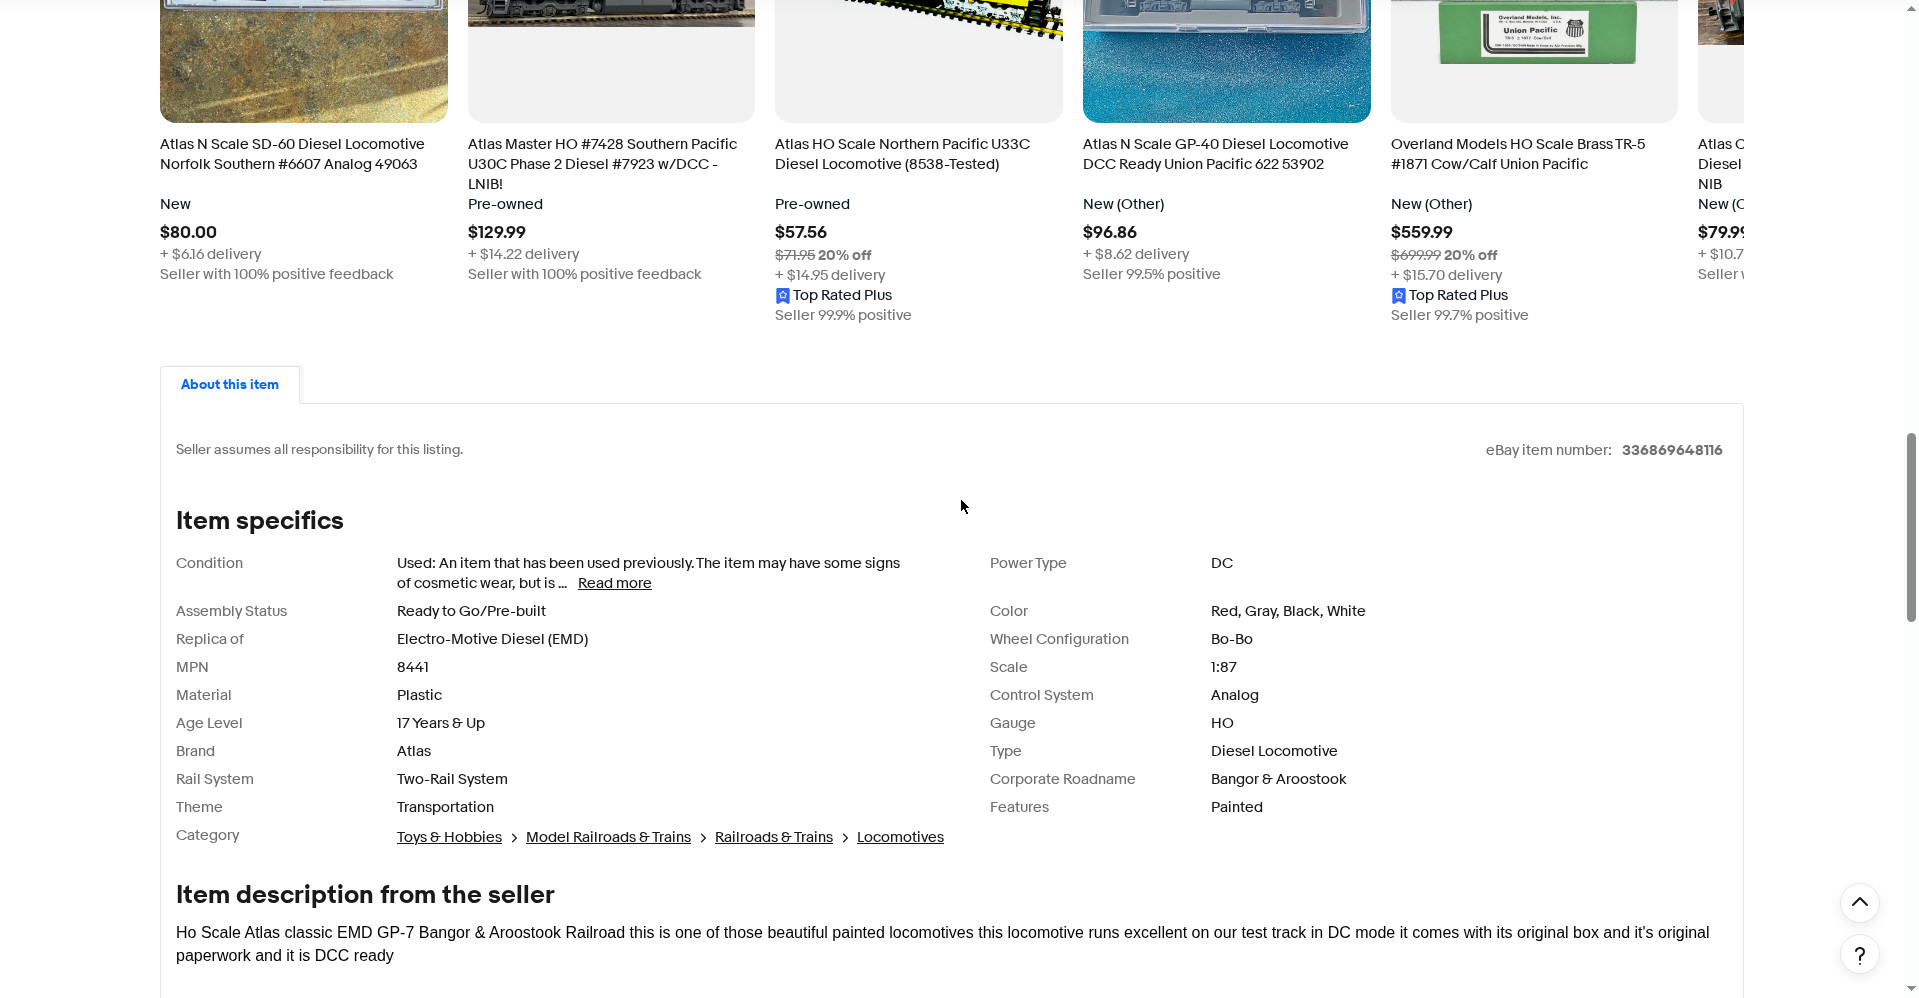 Overland Models, Inc.
Union Pacific
Atlas N Scale SD-60 Diesel Locomotive
Norfolk Southern #6607 Analog 49063
New
$80.00
+ $6.16 delivery
Seller with 100% positive feedback
Atlas Master HO #7428 Southern Pacific
U30C Phase 2 Diesel #7923 w/DCC -
LNIB!
Pre-owned
$129.99
+ $14.22 delivery
Seller with 100% positive feedback
Atlas HO Scale Northern Pacific U33C
Diesel Locomotive (8538-Tested)
Pre-owned
$57.56
$71.95 20% off
+ $14.95 delivery
Top Rated Plus
Seller 99.9% positive
Atlas N Scale GP-40 Diesel Locomotive
DCC Ready Union Pacific 622 53902
New (Other)
$96.86
+ $8.62 delivery
Seller 99.5% positive
Overland Models HO Scale Brass TR-5
#1871 Cow/Calf Union Pacific
New (Other)
$559.99
$699.99 20% off
+ $15.70 delivery
Top Rated Plus
Seller 99.7% positive
Atlas
Diesel
NIB
New (
$79.99
+ $10.7
Seller
About this item
Seller assumes all responsibility for this listing.
eBay item number: 336869648116
Item specifics
Condition Used: An item that has been used previously. The item may have some signs
of cosmetic wear, but is ... Read more
Power Type DC
Assembly Status Ready to Go/Pre-built Color Red, Gray, Black, White
Replica of Electro-Motive Diesel (EMD) Wheel Configuration Bo-Bo
MPN 8441 Scale 1:87
Material Plastic Control System Analog
Age Level 17 Years & Up Gauge HO
Brand Atlas Type Diesel Locomotive
Rail System Two-Rail System Corporate Roadname Bangor & Aroostook
Theme Transportation Features Painted
Category Toys & Hobbies > Model Railroads & Trains > Railroads & Trains > Locomotives
Item description from the seller
Ho Scale Atlas classic EMD GP-7 Bangor & Aroostook Railroad this is one of those beautiful painted locomotives this locomotive runs excellent on our test track in DC mode it comes with its original box and it's original
paperwork and it is DCC ready
?